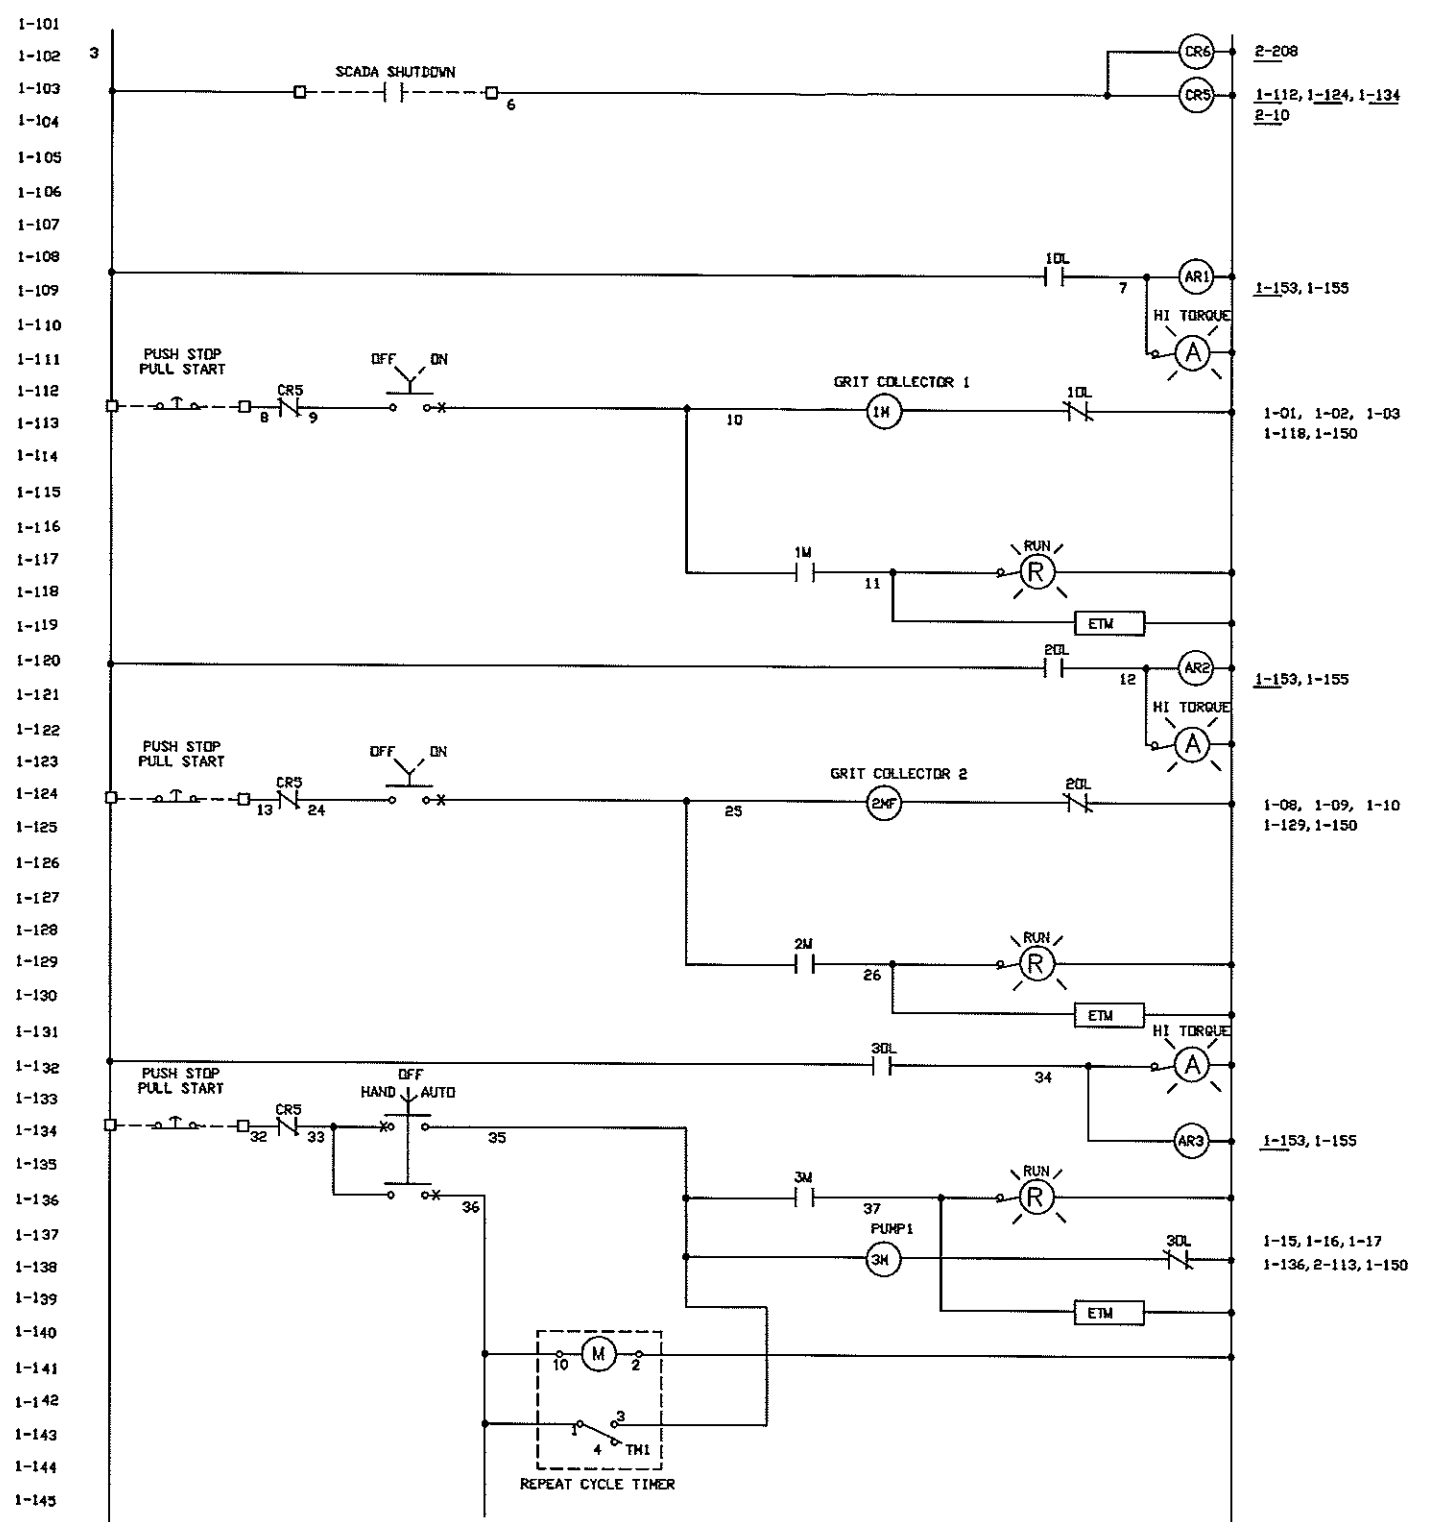 1-101
1-102 3 CR6 2-208
SCADA SHUTDOWN
1-103 6 CR5 1-112, 1-124, 1-134
1-104 2-10
1-105
1-106
1-107
1-108 1OL
AR1
1-109 7 1-153, 1-155
1-110 HI TORQUE
1-111 PUSH STOP OFF ON A
PULL START
1-112 CR5 GRIT COLLECTOR 1 1OL
1M 1-01, 1-02, 1-03
1-113 8 9 10
1-118, 1-150
1-114
1-115
1-116
1-117 1M RUN
R
1-118 11
1-119 ETM
1-120 2OL
AR2
1-121 12 1-153, 1-155
1-122 HI TORQUE
1-123 PUSH STOP OFF ON A
PULL START
1-124 CR5 GRIT COLLECTOR 2 2OL
2MF 1-08, 1-09, 1-10
13 24 25
1-125 1-129, 1-150
1-126
1-127
1-128
1-129 2M RUN
R
26
1-130
1-131 ETM
HI TORQUE
1-132 3OL A
PUSH STOP OFF 34
PULL START HAND AUTO
1-133
CR5
1-134 32 33 35 AR3 1-153, 1-155
1-135
1-136 3M RUN
R
36 37
1-137 PUMP1
3OL 1-15, 1-16, 1-17
1-138 3M 1-136, 2-113, 1-150
1-139
ETM
1-140
M
1-141 10 2
1-142
1-143 1 3
4 TM1
1-144
REPEAT CYCLE TIMER
1-145